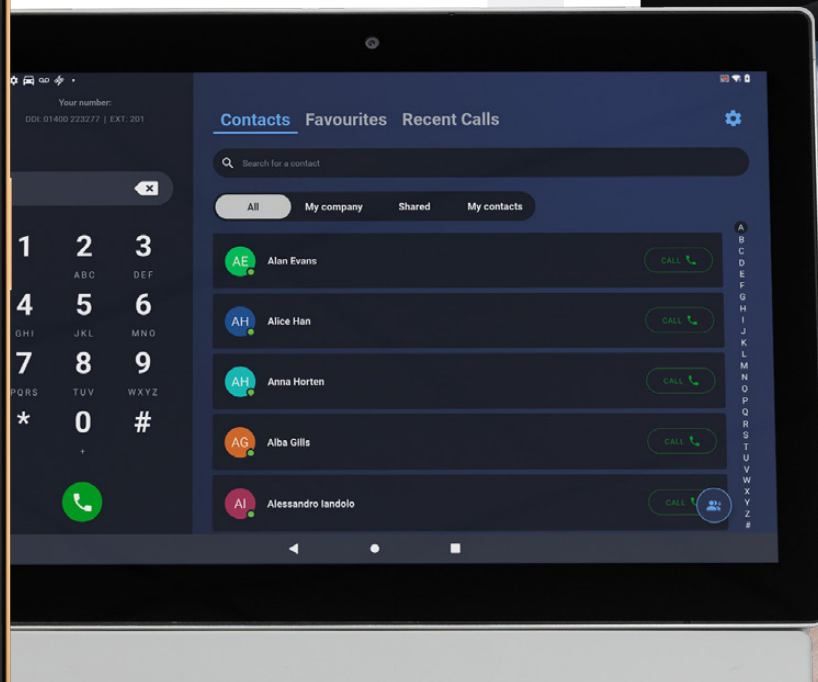 Your number:
DDI: 01400 223277 | EXT: 201
1
2
ABC
3
DEF
4
GHI
5
JKL
6
MNO
7
PQRS
8
TUV
9
WXYZ
*
0
+
#
Contacts Favourites Recent Calls
Search for a contact
All My company Shared My contacts
AE Alan Evans CALL
AH Alice Han CALL
AH Anna Horten CALL
AG Alba Gills CALL
AI Alessandro Iandolo CALL
A
B
C
D
E
F
G
H
I
J
K
L
M
N
O
P
Q
R
S
T
U
V
W
X
Y
Z
#